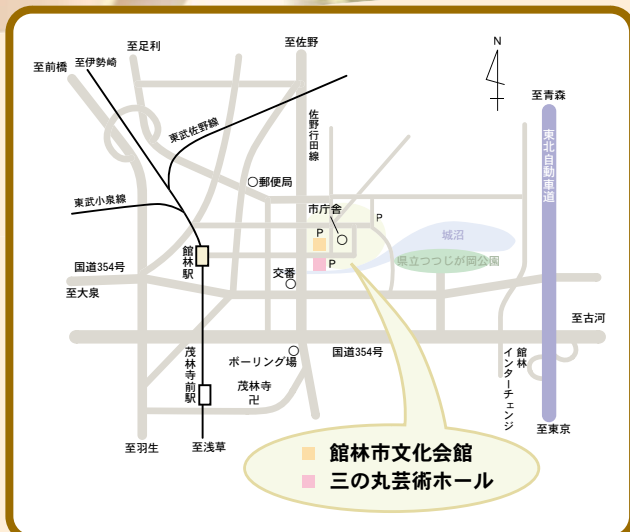 至佐野
至足利
至伊勢崎
至前橋
N
至青森
東武佐野線
佐野行田線
東北自動車道
郵便局
東武小泉線
市庁舎
P
P
城沼
P
県立つつじが岡公園
館林駅
国道354号
至大泉
交番
至古河
ボーリング場
国道354号
館林インターチェンジ
茂林寺前駅
茂林寺
卍
至羽生
至浅草
至東京
館林市文化会館
三の丸芸術ホール